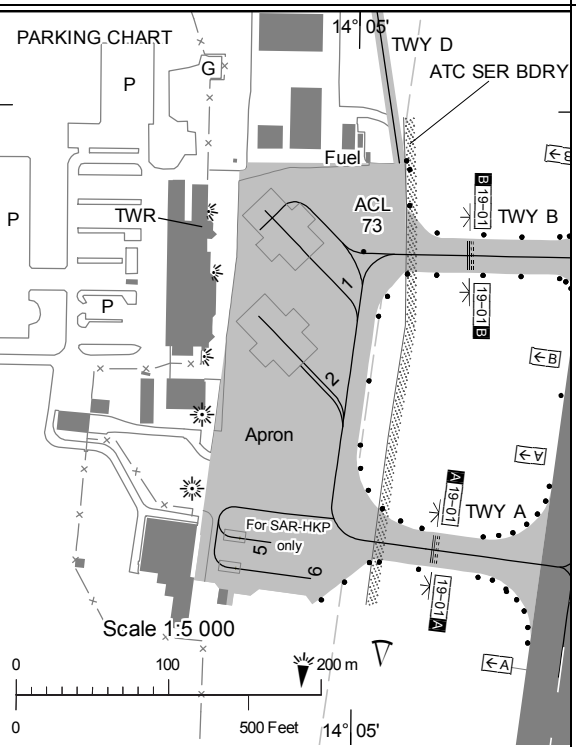 PARKING CHART
14° 05'
TWY D
G
P
ATC SER BDRY
Fuel
B
ACL
73
B 19-01
TWY B
P
TWR
1
19-01 B
P
B
2
Apron
A
A 19-01
TWY A
For SAR-HKP
only
5
6
19-01 A
Scale 1:5 000
A
0
100
200 m
0
500 Feet
14° 05'